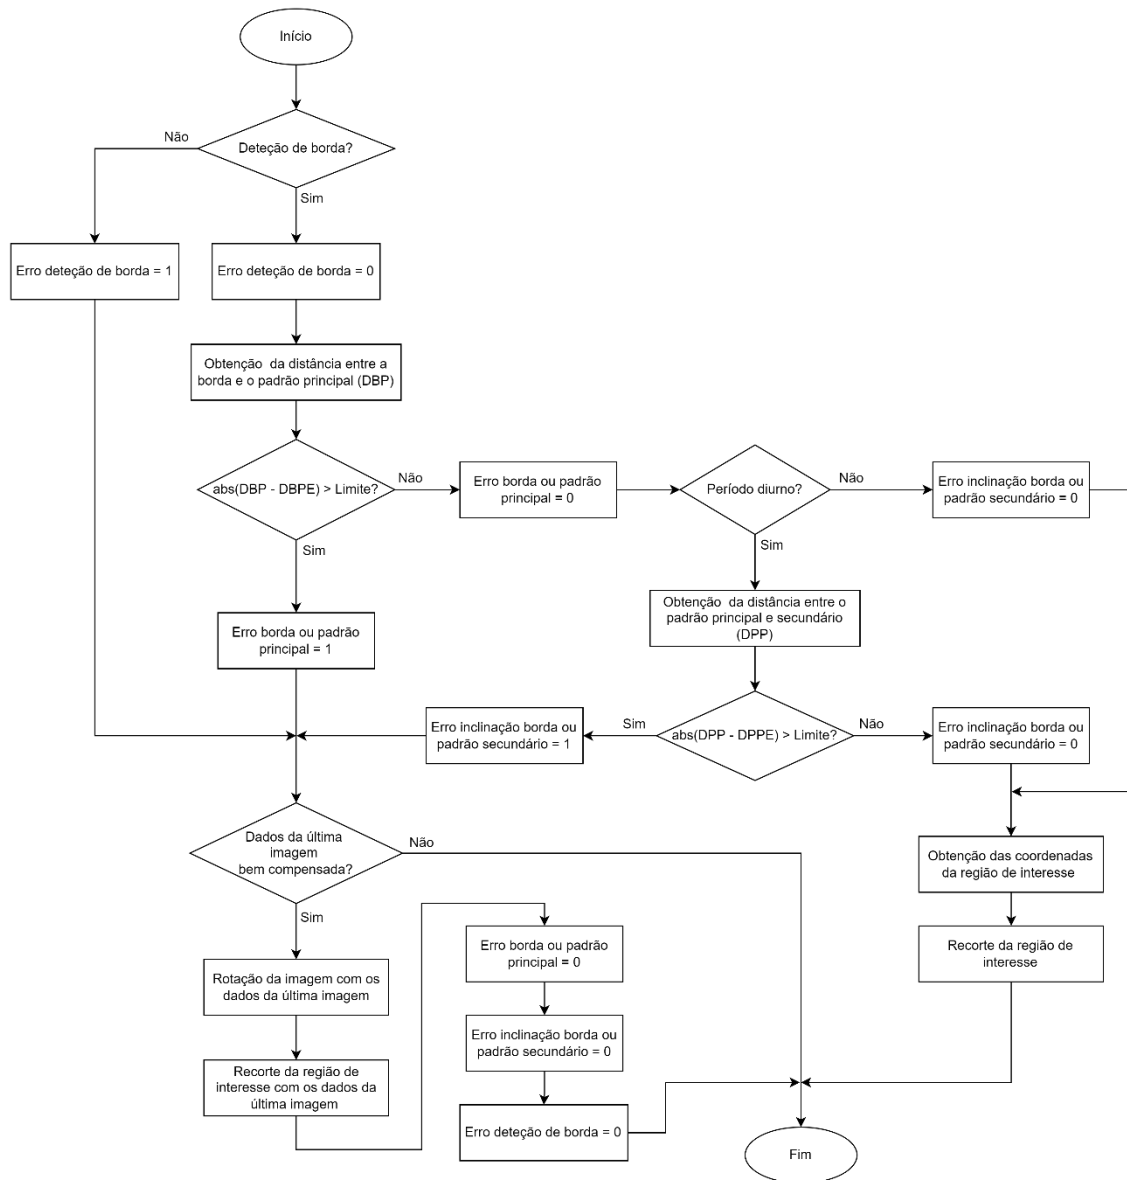 Início
Deteção de borda?
Não
Sim
Erro deteção de borda = 1
Erro deteção de borda = 0
Obtenção da distância entre a
borda e o padrão principal (DBP)
abs(DBP - DBPE) > Limite?
Não
Sim
Erro borda ou padrão
principal = 0
Período diurno?
Não
Sim
Erro inclinação borda ou
padrão secundário = 0
Obtenção da distância entre o
padrão principal e secundário
(DPP)
Erro borda ou padrão
principal = 1
Erro inclinação borda ou
padrão secundário = 1
Sim
abs(DPP - DPPE) > Limite?
Não
Erro inclinação borda ou
padrão secundário = 0
Dados da última
imagem
bem compensada?
Não
Sim
Obtenção das coordenadas
da região de interesse
Recorte da região de
interesse
Rotação da imagem com os
dados da última imagem
Recorte da região de
interesse com os dados da
última imagem
Erro borda ou padrão
principal = 0
Erro inclinação borda ou
padrão secundário = 0
Erro deteção de borda = 0
Fim